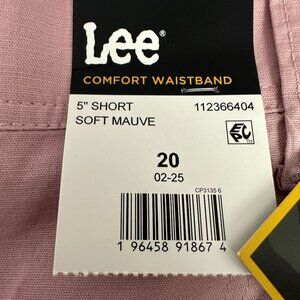 Lee®
COMFORT WAISTBAND
5" SHORT 112366404
SOFT MAUVE
20
02-25
CP3135 6
1 96458 91867 4